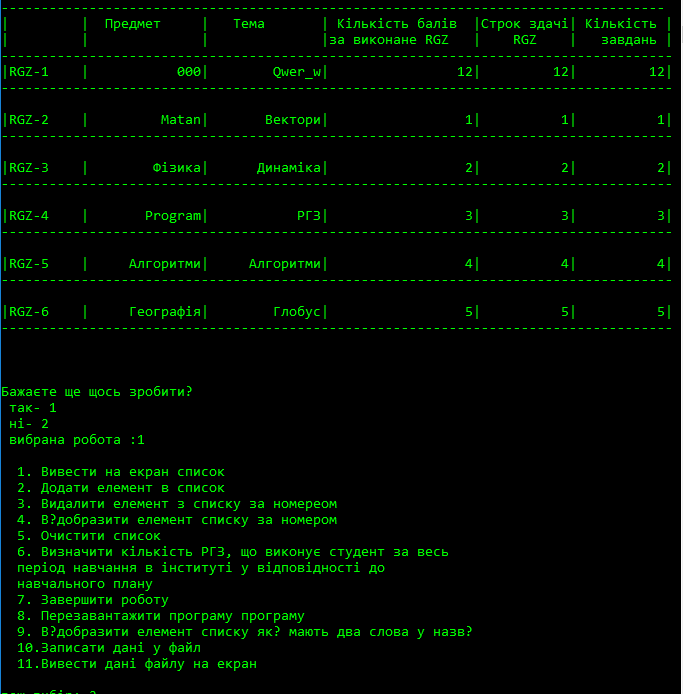 ---------------------------------------------------------------------------------
| | Предмет | Тема | Кількість балів |Строк здачі| Кількість |
| | | |за виконане RGZ | RGZ | завдань |
------------------------------------------------------------------------------------
|RGZ-1 | 000| Qwer_w| 12| 12| 12|
------------------------------------------------------------------------------------
|RGZ-2 | Matan| Вектори| 1| 1| 1|
------------------------------------------------------------------------------------
|RGZ-3 | Фізика| Динаміка| 2| 2| 2|
------------------------------------------------------------------------------------
|RGZ-4 | Program| РГЗ| 3| 3| 3|
------------------------------------------------------------------------------------
|RGZ-5 | Алгоритми| Алгоритми| 4| 4| 4|
------------------------------------------------------------------------------------
|RGZ-6 | Географія| Глобус| 5| 5| 5|
------------------------------------------------------------------------------------
Бажаєте ще щось зробити?
так- 1
ні- 2
вибрана робота :1
1. Вивести на екран список
2. Додати елемент в список
3. Видалити елемент з списку за номереом
4. В?добразити елемент списку за номером
5. Очистити список
6. Визначити кількість РГЗ, що виконує студент за весь
період навчання в інституті у відповідності до
навчального плану
7. Завершити роботу
8. Перезавантажити програму програму
9. В?добразити елемент списку як? мають два слова у назв?
10.Записати дані у файл
11.Вивести дані файлу на екран